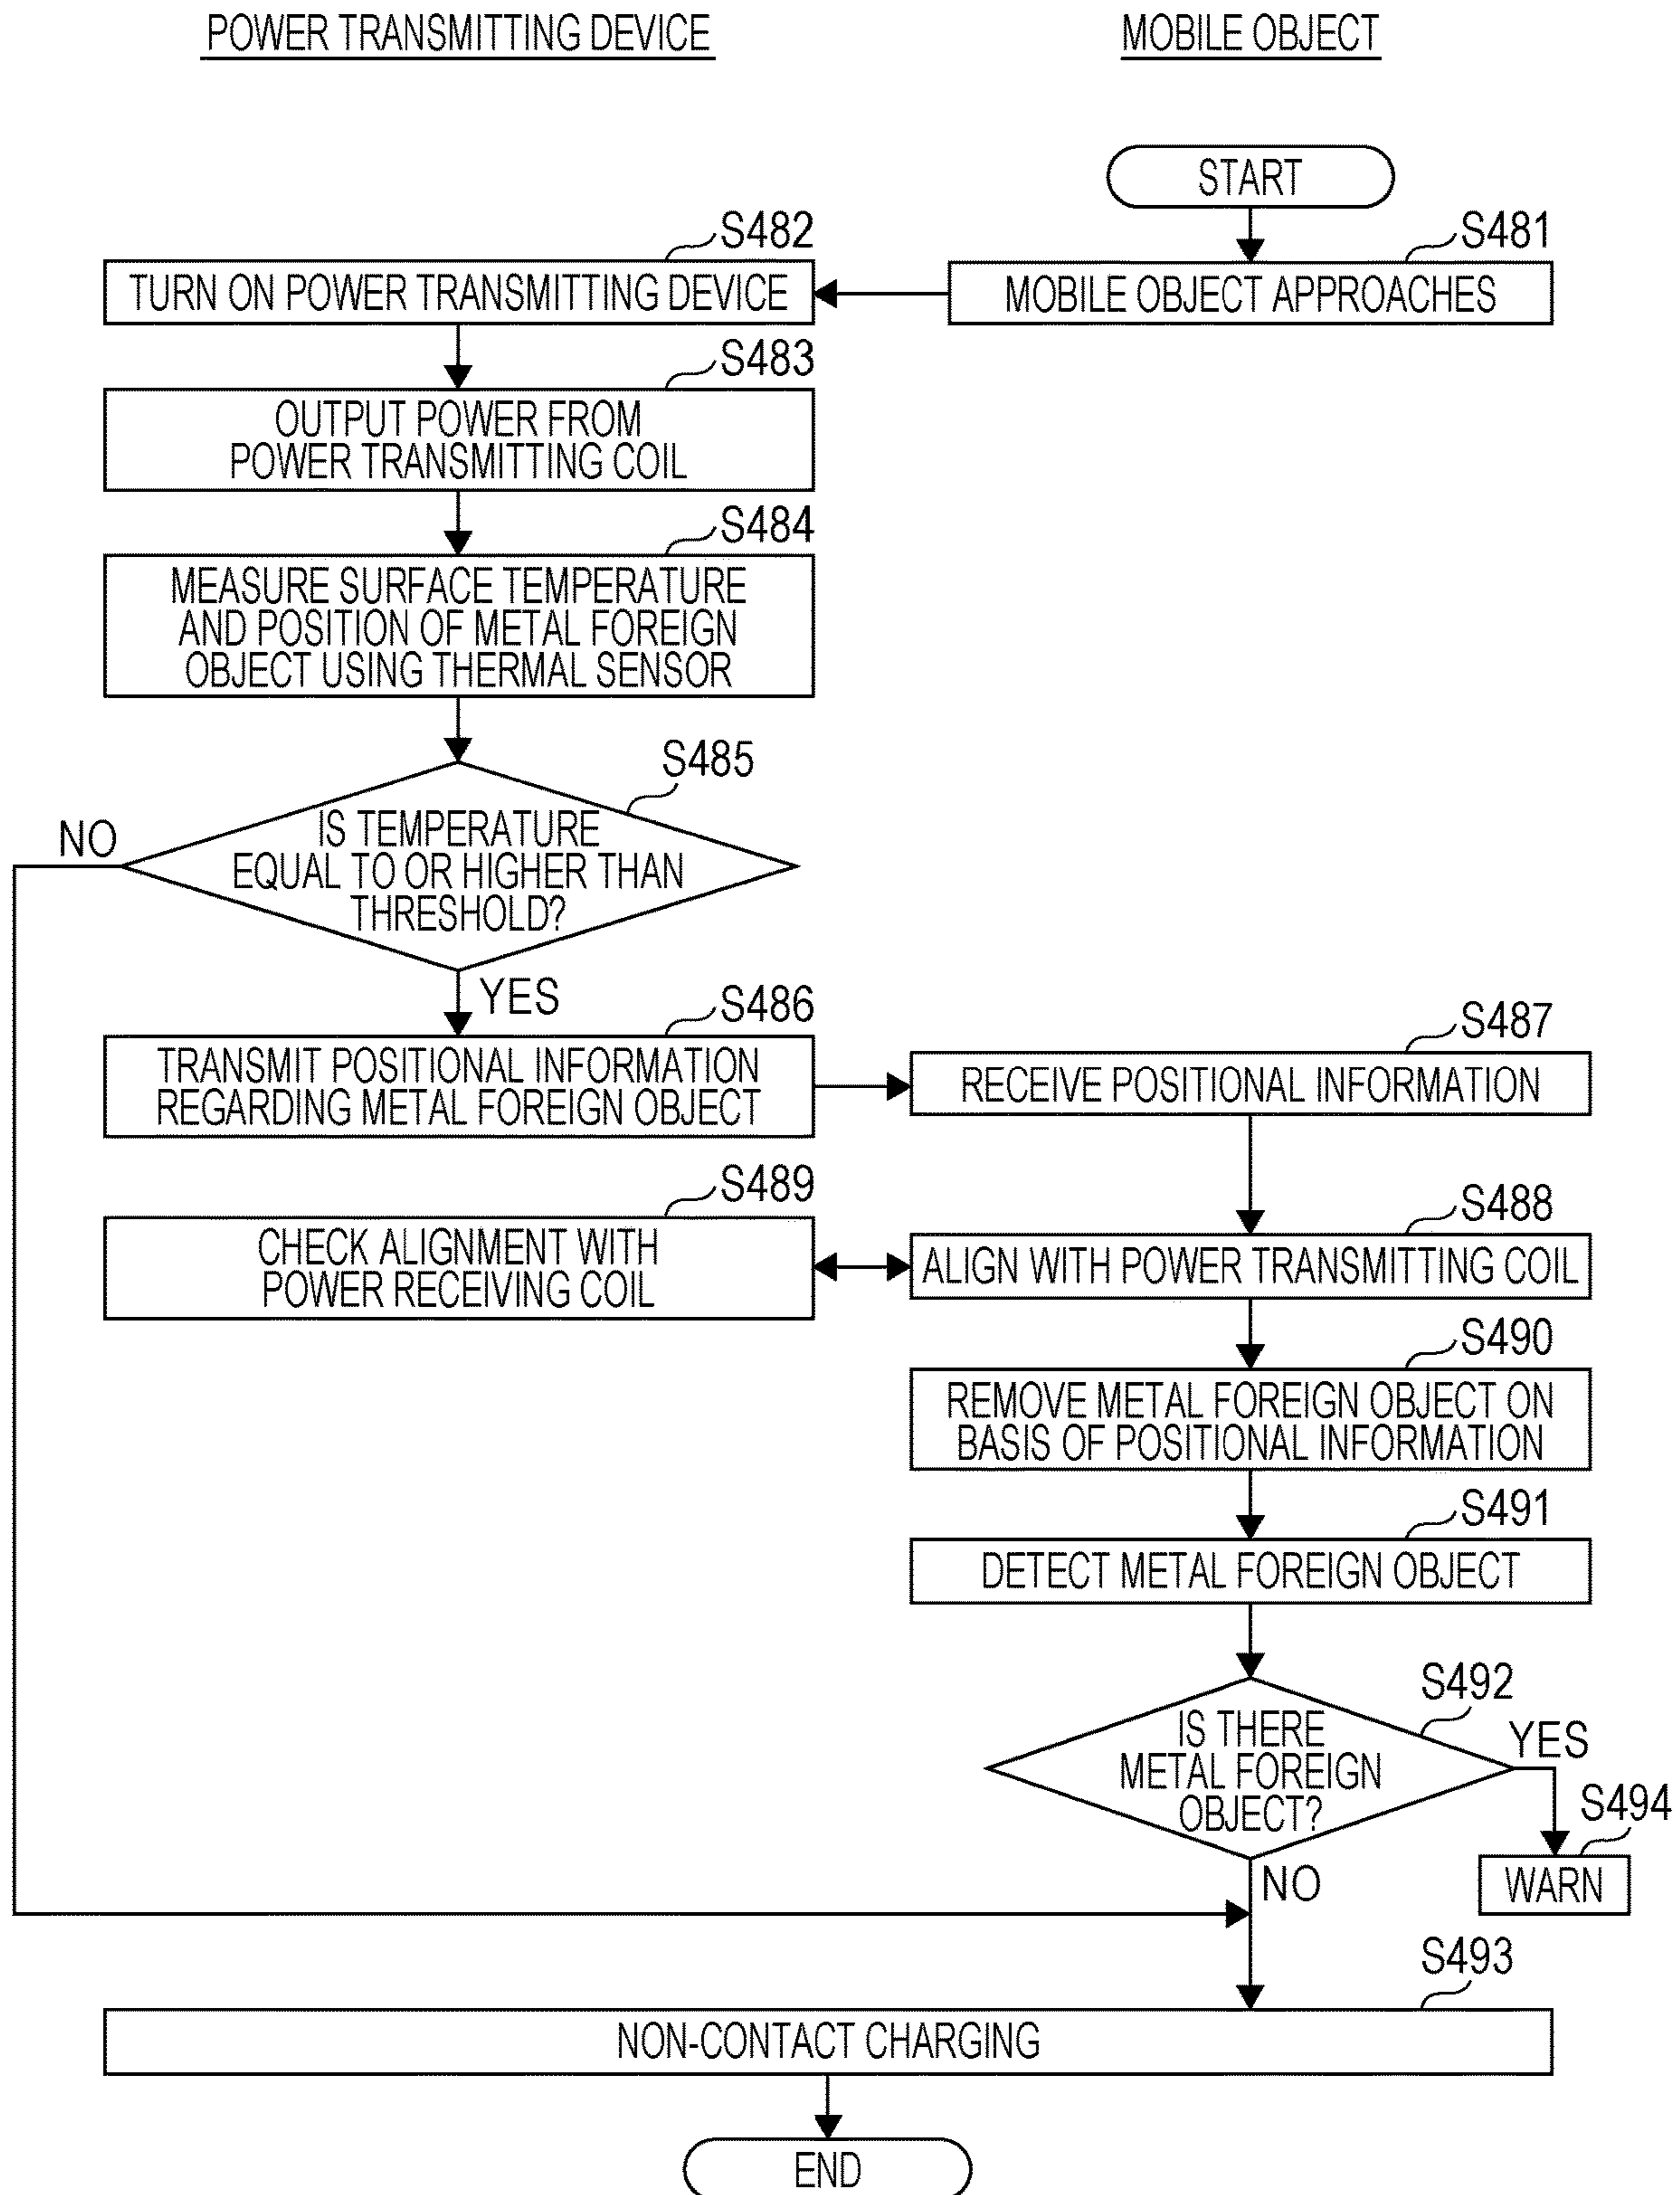 POWER TRANSMITTING DEVICE
MOBILE OBJECT
START
S481
MOBILE OBJECT APPROACHES
S482
TURN ON POWER TRANSMITTING DEVICE
S483
OUTPUT POWER FROM
POWER TRANSMITTING COIL
S484
MEASURE SURFACE TEMPERATURE
AND POSITION OF METAL FOREIGN
OBJECT USING THERMAL SENSOR
S485
IS TEMPERATURE
EQUAL TO OR HIGHER THAN
THRESHOLD?
NO
YES
S486
TRANSMIT POSITIONAL INFORMATION
REGARDING METAL FOREIGN OBJECT
S487
RECEIVE POSITIONAL INFORMATION
S488
ALIGN WITH POWER TRANSMITTING COIL
S489
CHECK ALIGNMENT WITH
POWER RECEIVING COIL
S490
REMOVE METAL FOREIGN OBJECT ON
BASIS OF POSITIONAL INFORMATION
S491
DETECT METAL FOREIGN OBJECT
S492
IS THERE
METAL FOREIGN
OBJECT?
YES
S494
WARN
NO
S493
NON-CONTACT CHARGING
END